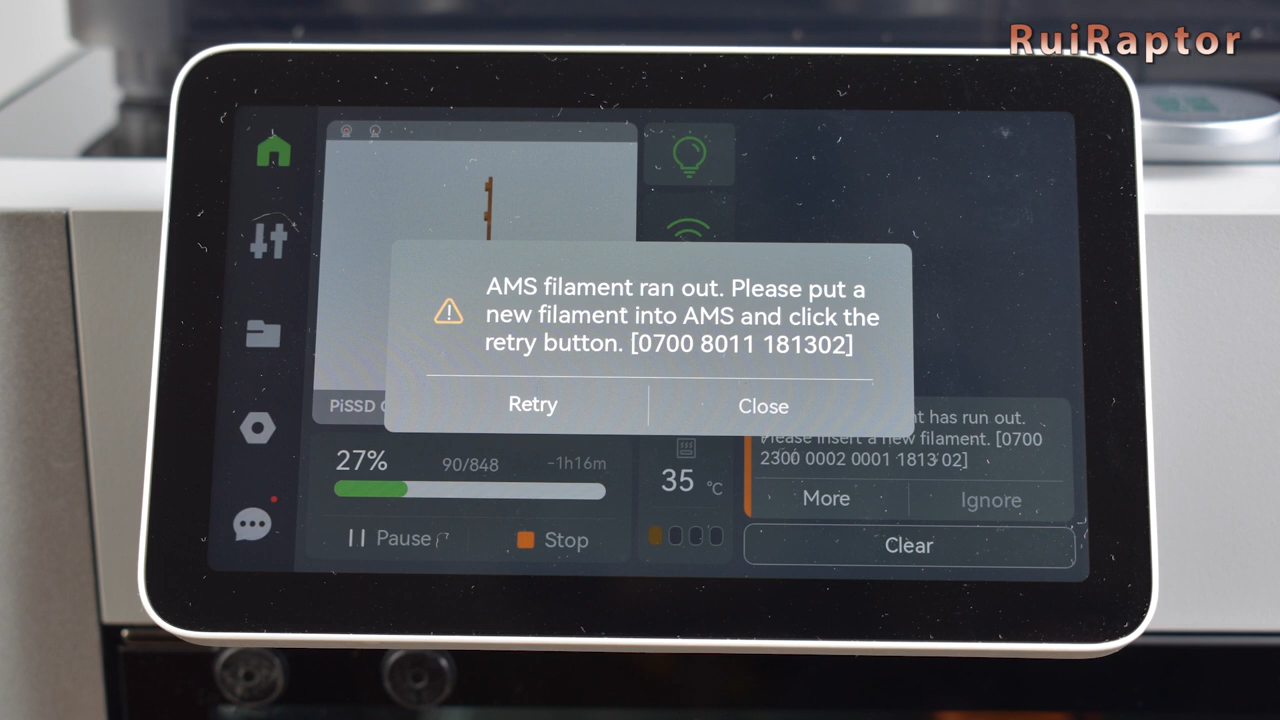 RuiRaptor
AMS filament ran out. Please put a
new filament into AMS and click the
retry button. [0700 8011 181302]
Retry
Close
PiSSD
27%
90/848
-1h16m
Pause
Stop
35 °C
has run out.
Please insert a new filament. [0700
2300 0002 0001 1813 02]
More
Ignore
Clear